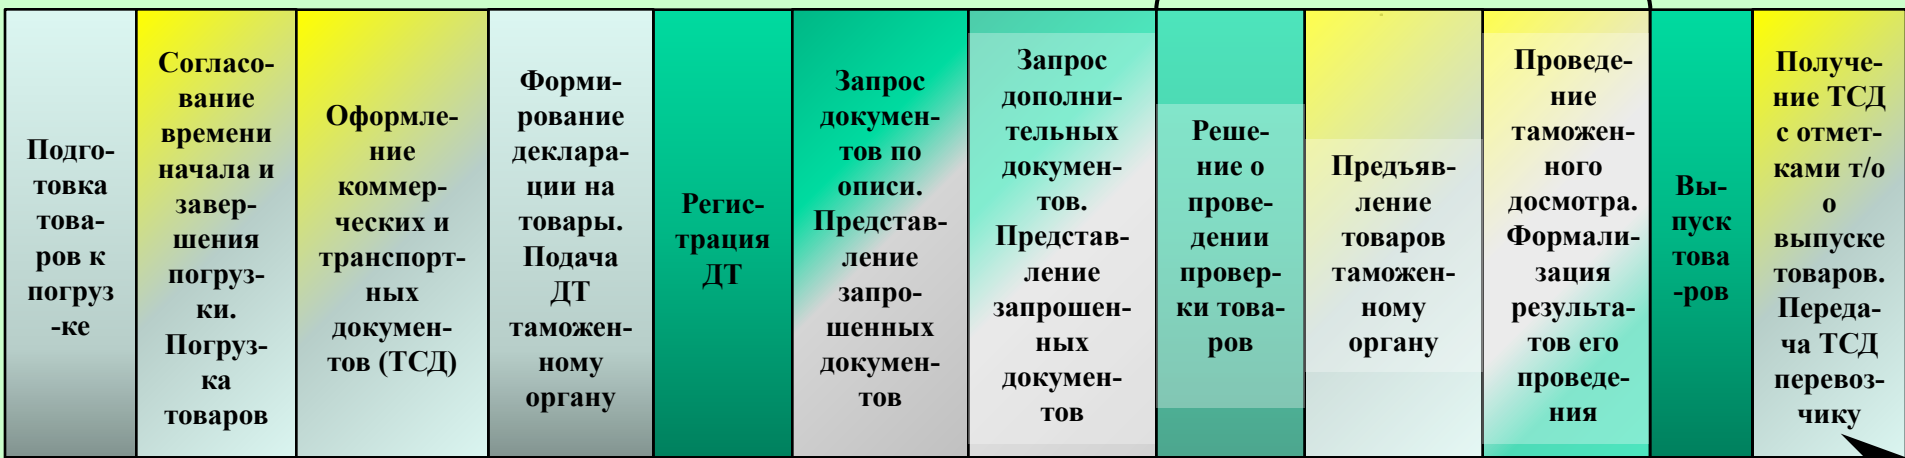 Подго-
товка
това-
ров к
погруз
-ке
Согласо-
вание
времени
начала и
завер-
шения
погруз-
ки.
Погруз-
ка
товаров
Оформле-
ние
коммер-
ческих и
транспорт-
ных
докумен-
тов (ТСД)
Форми-
рование
деклара-
ции на
товары.
Подача
ДТ
таможен-
ному
органу
Регис-
трация
ДТ
Запрос
докумен-
тов по
описи.
Представ-
ление
запро-
шенных
докумен-
тов
Запрос
дополни-
тельных
докумен-
тов.
Представ-
ление
запрошен-
ных
докумен-
тов
Реше-
ние о
прове-
дении
провер-
ки това-
ров
Предъяв-
ление
товаров
таможен-
ному
органу
Проведе-
ние
таможен-
ного
досмотра.
Формали-
зация
результа-
тов его
проведе-
ния
Вы-
пуск
това
-ров
Получе-
ние ТСД
с отмет-
ками т/о
о
выпуске
товаров.
Переда-
ча ТСД
перевоз-
чику